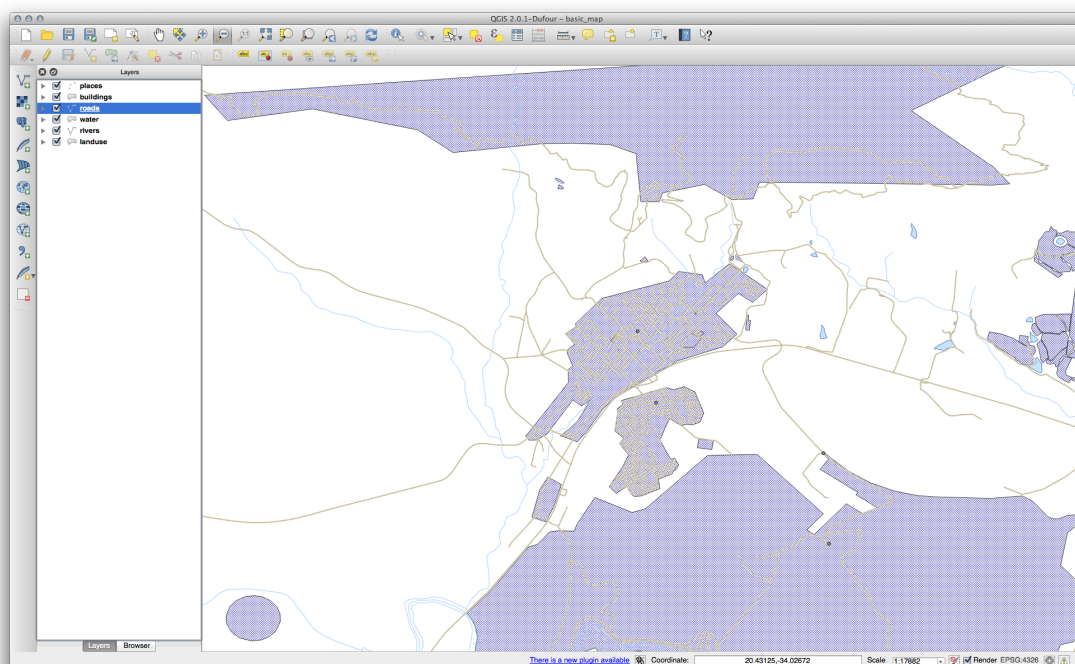 QGIS 2.0.1-Dufour - basic_map
Layers
places
buildings
roads
water
rivers
landuse
Layers
Browser
There is a new plugin available
Coordinate:
20.43125,-34.02672
Scale
1:17882
Render
EPSG:4326